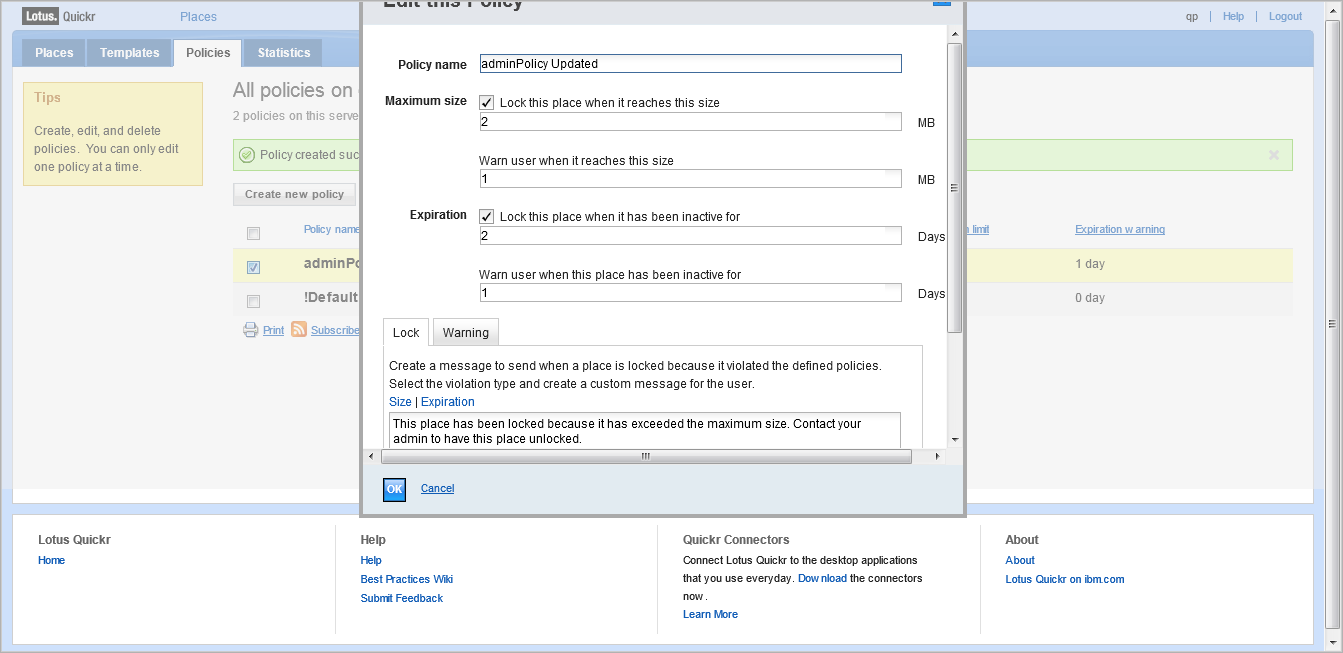 Lotus. Quickr
Places
qp | Help | Logout
Places
Templates
Policies
Statistics
Tips
Create, edit, and delete
policies. You can only edit
one policy at a time.
All policies on
2 policies on this serve
Policy created suc
Create new policy
Policy name
limit
Expiration warning
adminPo
1 day
!Default
0 day
Print
Subscribe
Edit this Policy
Policy name
adminPolicy Updated
Maximum size
Lock this place when it reaches this size
2
MB
Warn user when it reaches this size
1
MB
Expiration
Lock this place when it has been inactive for
2
Days
Warn user when this place has been inactive for
1
Days
Lock
Warning
Create a message to send when a place is locked because it violated the defined policies.
Select the violation type and create a custom message for the user.
Size | Expiration
This place has been locked because it has exceeded the maximum size. Contact your
admin to have this place unlocked.
OK
Cancel
Lotus Quickr
Home
Help
Help
Best Practices Wiki
Submit Feedback
Quickr Connectors
Connect Lotus Quickr to the desktop applications
that you use everyday. Download the connectors
now.
Learn More
About
About
Lotus Quickr on ibm.com